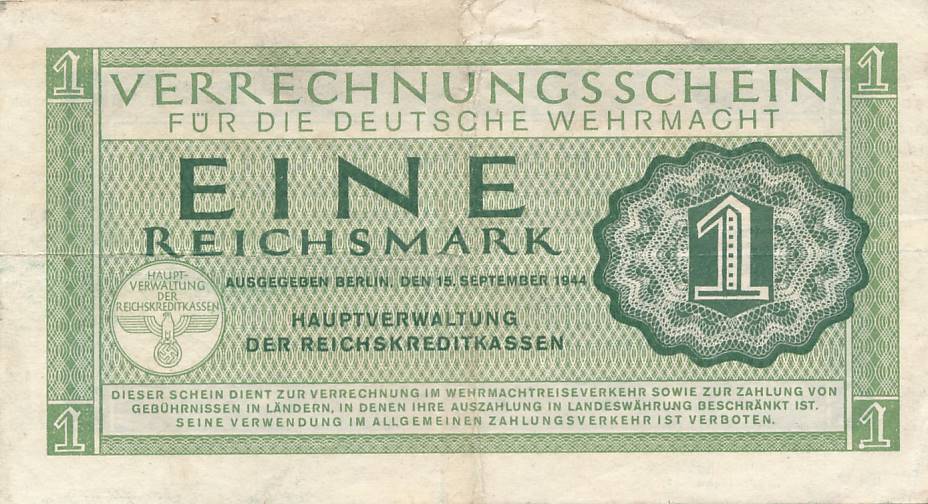 1 1
VERRECHNUNGSSCHEIN
FÜR DIE DEUTSCHE WEHRMACHT
EINE
REICHSMARK
1
HAUPT-
VERWALTUNG
DER
REICHSKREDITKASSEN
AUSGEGEBEN BERLIN, DEN 15. SEPTEMBER 1944
HAUPTVERWALTUNG
DER REICHSKREDITKASSEN
DIESER SCHEIN DIENT ZUR VERRECHNUNG IM WEHRMACHTREISEVERKEHR SOWIE ZUR ZAHLUNG VON
GEBÜHRNISSEN IN LÄNDERN, IN DENEN IHRE AUSZAHLUNG IN LANDESWÄHRUNG BESCHRÄNKT IST.
SEINE VERWENDUNG IM ALLGEMEINEN ZAHLUNGSVERKEHR IST VERBOTEN.
1 1